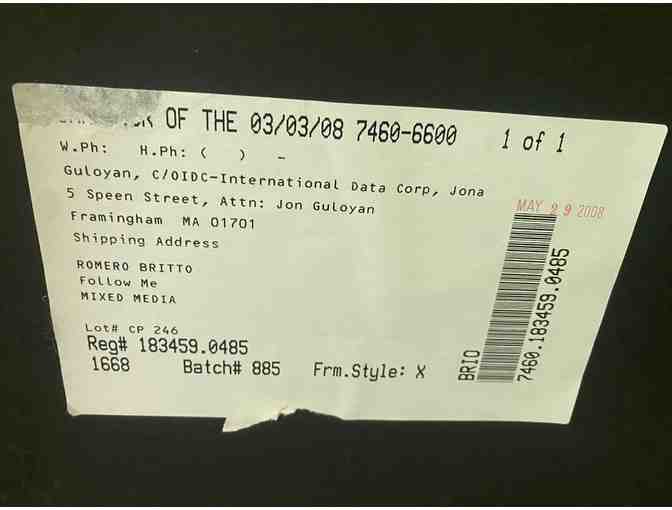 OF THE 03/03/08 7460-6600 1 of 1
W.Ph: H.Ph: ( ) -
Guloyan, C/OIDC-International Data Corp, Jona
5 Speen Street, Attn: Jon Guloyan
Framingham MA 01701
Shipping Address
MAY 29 2008
ROMERO BRITTO
Follow Me
MIXED MEDIA
Lot# CP 246
Reg# 183459.0485
1668 Batch# 885 Frm.Style: X
BRIO
7460.183459.0485